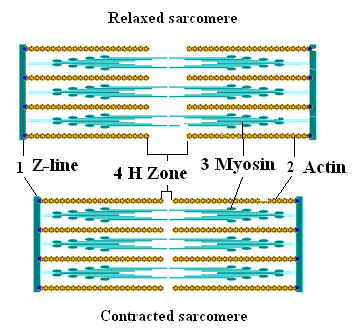 Relaxed sarcomere
1 Z-line
4 H Zone
3 Myosin
2 Actin
Contracted sarcomere